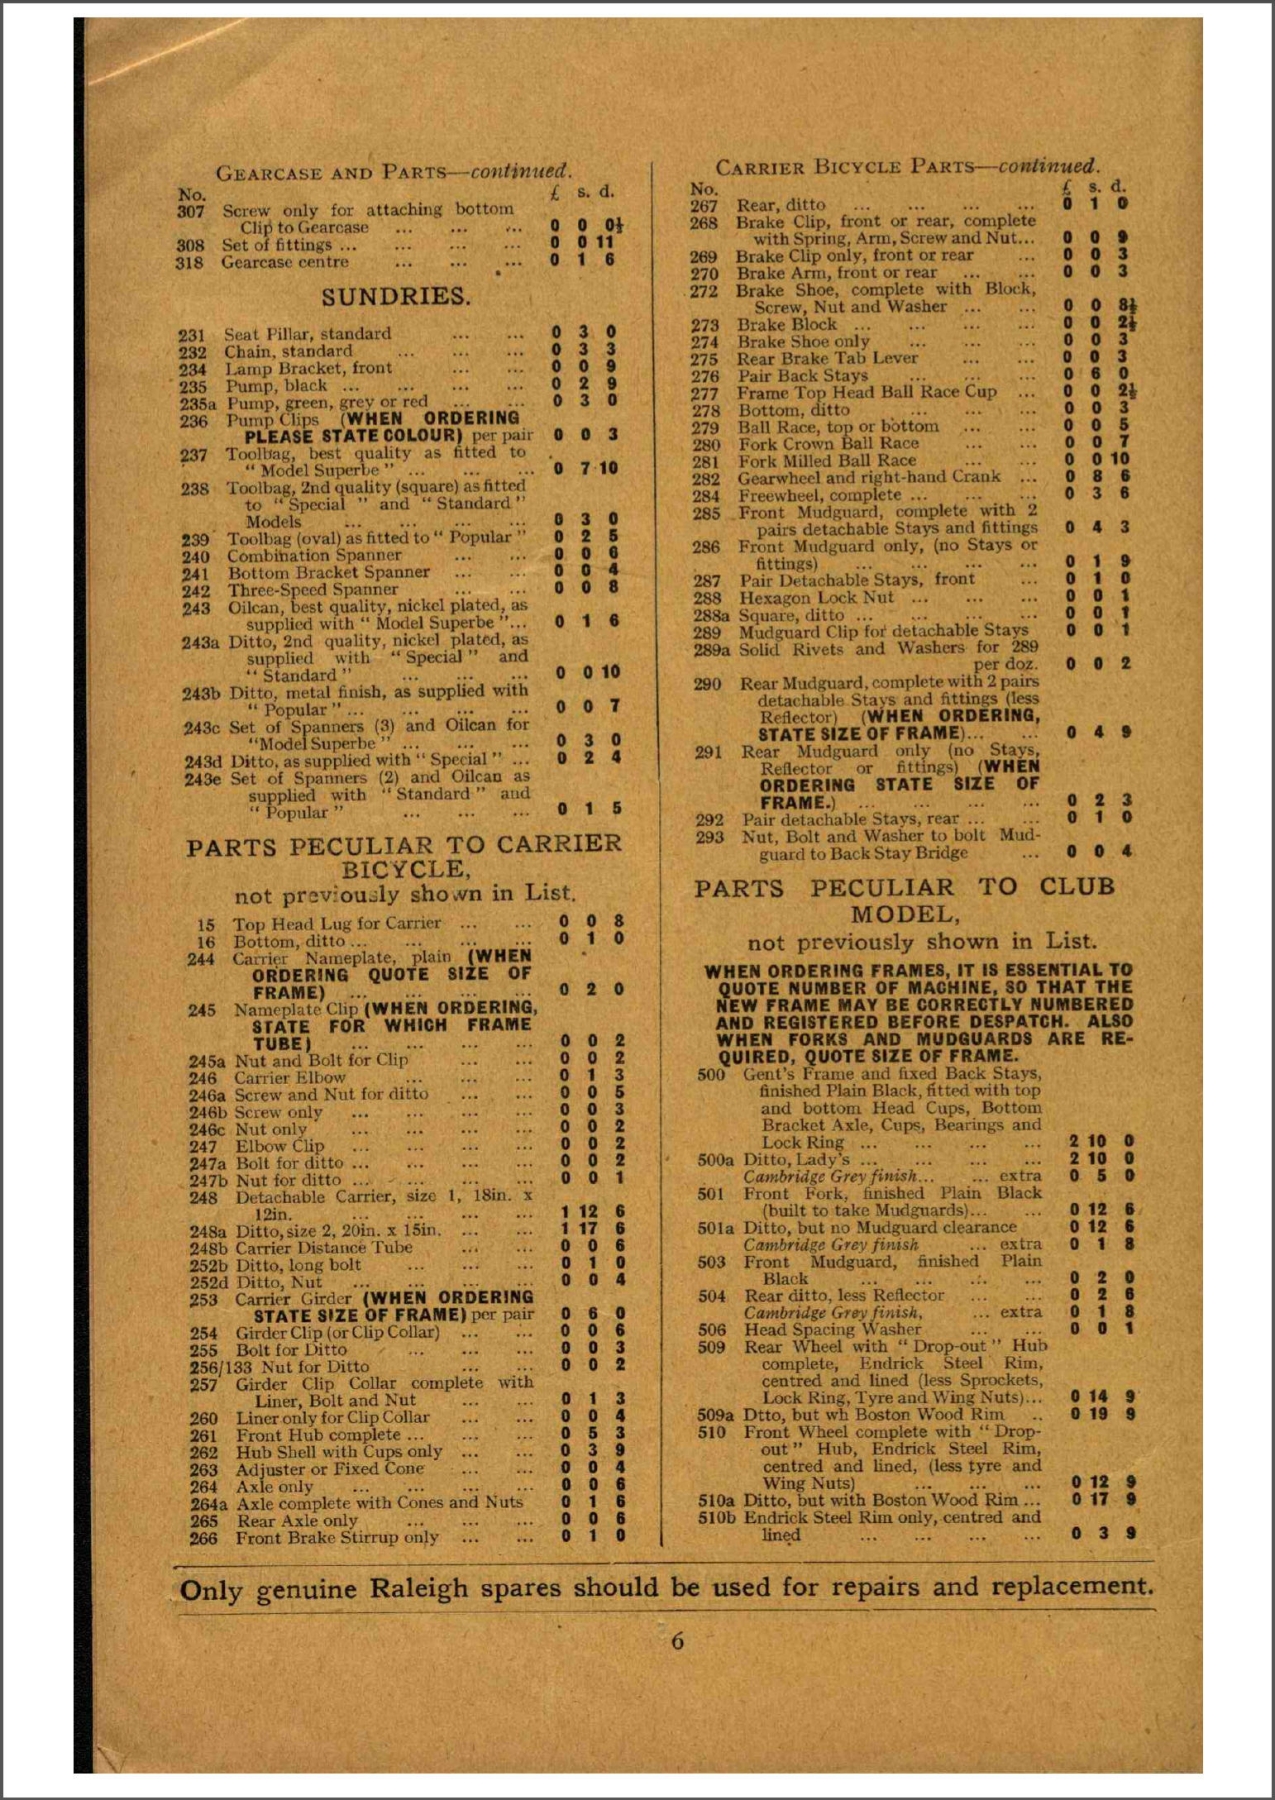 GEARCASE AND PARTS—continued.
No. £ s. d.
307 Screw only for attaching bottom
Clip to Gearcase ... ... ... 0 0 0½
308 Set of fittings ... ... ... ... 0 0 11
318 Gearcase centre ... ... ... 0 1 6
SUNDRIES.
231 Seat Pillar, standard ... ... 0 3 0
232 Chain, standard ... ... ... 0 3 3
234 Lamp Bracket, front ... ... 0 0 9
235 Pump, black ... ... ... ... 0 2 9
235a Pump, green, grey or red ... ... 0 3 0
236 Pump Clips (WHEN ORDERING
PLEASE STATE COLOUR) per pair 0 0 3
237 Toolbag, best quality as fitted to
" Model Superbe " ... ... ... 0 7 10
238 Toolbag, 2nd quality (square) as fitted
to " Special " and " Standard "
Models ... ... ... ... 0 3 0
239 Toolbag (oval) as fitted to " Popular " 0 2 5
240 Combination Spanner ... ... 0 0 6
241 Bottom Bracket Spanner ... ... 0 0 4
242 Three-Speed Spanner ... ... 0 0 8
243 Oilcan, best quality, nickel plated, as
supplied with " Model Superbe "... 0 1 6
243a Ditto, 2nd quality, nickel plated, as
supplied with " Special " and
" Standard " ... ... ... 0 0 10
243b Ditto, metal finish, as supplied with
" Popular " ... ... ... ... 0 0 7
243c Set of Spanners (3) and Oilcan for
"Model Superbe " ... ... ... 0 3 0
243d Ditto, as supplied with " Special " ... 0 2 4
243e Set of Spanners (2) and Oilcan as
supplied with " Standard " and
" Popular " ... ... ... 0 1 5
PARTS PECULIAR TO CARRIER
BICYCLE,
not previously shown in List.
15 Top Head Lug for Carrier ... ... 0 0 8
16 Bottom, ditto ... ... ... ... 0 1 0
244 Carrier Nameplate, plain (WHEN
ORDERING QUOTE SIZE OF
FRAME) ... ... ... ... 0 2 0
245 Nameplate Clip (WHEN ORDERING,
STATE FOR WHICH FRAME
TUBE) ... ... ... ... 0 0 2
245a Nut and Bolt for Clip ... ... 0 0 2
246 Carrier Elbow ... ... ... 0 1 3
246a Screw and Nut for ditto ... ... 0 0 5
246b Screw only ... ... ... ... 0 0 3
246c Nut only ... ... ... ... 0 0 2
247 Elbow Clip ... ... ... ... 0 0 2
247a Bolt for ditto ... ... ... ... 0 0 2
247b Nut for ditto ... ... ... ... 0 0 1
248 Detachable Carrier, size 1, 18in. x
12in. ... ... ... ... 1 12 6
248a Ditto, size 2, 20in. x 15in. ... ... 1 17 6
248b Carrier Distance Tube ... ... 0 0 6
252b Ditto, long bolt ... ... ... 0 1 0
252d Ditto, Nut ... ... ... ... 0 0 4
253 Carrier Girder (WHEN ORDERING
STATE SIZE OF FRAME) per pair 0 6 0
254 Girder Clip (or Clip Collar) ... ... 0 0 6
255 Bolt for Ditto ... ... ... 0 0 3
256/133 Nut for Ditto ... ... 0 0 2
257 Girder Clip Collar complete with
Liner, Bolt and Nut ... ... 0 1 3
260 Liner only for Clip Collar ... ... 0 0 4
261 Front Hub complete ... ... ... 0 5 3
262 Hub Shell with Cups only ... ... 0 3 9
263 Adjuster or Fixed Cone ... ... 0 0 4
264 Axle only ... ... ... ... 0 0 6
264a Axle complete with Cones and Nuts 0 1 6
265 Rear Axle only ... ... ... 0 0 6
266 Front Brake Stirrup only ... ... 0 1 0
CARRIER BICYCLE PARTS—continued.
No. £ s. d.
267 Rear, ditto ... ... ... ... 0 1 0
268 Brake Clip, front or rear, complete
with Spring, Arm, Screw and Nut... 0 0 9
269 Brake Clip only, front or rear ... 0 0 3
270 Brake Arm, front or rear ... ... 0 0 3
272 Brake Shoe, complete with Block,
Screw, Nut and Washer ... ... 0 0 8½
273 Brake Block ... ... ... ... 0 0 2½
274 Brake Shoe only ... ... ... 0 0 3
275 Rear Brake Tab Lever ... ... 0 0 3
276 Pair Back Stays ... ... ... 0 6 0
277 Frame Top Head Ball Race Cup ... 0 0 2½
278 Bottom, ditto ... ... ... 0 0 3
279 Ball Race, top or bottom ... ... 0 0 5
280 Fork Crown Ball Race ... ... 0 0 7
281 Fork Milled Ball Race ... ... 0 0 10
282 Gearwheel and right-hand Crank ... 0 8 6
284 Freewheel, complete ... ... ... 0 3 6
285 Front Mudguard, complete with 2
pairs detachable Stays and fittings 0 4 3
286 Front Mudguard only, (no Stays or
fittings) ... ... ... ... 0 1 9
287 Pair Detachable Stays, front ... 0 1 0
288 Hexagon Lock Nut ... ... ... 0 0 1
288a Square, ditto ... ... ... ... 0 0 1
289 Mudguard Clip for detachable Stays 0 0 1
289a Solid Rivets and Washers for 289
per doz. 0 0 2
290 Rear Mudguard, complete with 2 pairs
detachable Stays and fittings (less
Reflector) (WHEN ORDERING,
STATE SIZE OF FRAME)... ... 0 4 9
291 Rear Mudguard only (no Stays,
Reflector or fittings) (WHEN
ORDERING STATE SIZE OF
FRAME.) ... ... ... ... 0 2 3
292 Pair detachable Stays, rear ... ... 0 1 0
293 Nut, Bolt and Washer to bolt Mud-
guard to Back Stay Bridge ... 0 0 4
PARTS PECULIAR TO CLUB
MODEL,
not previously shown in List.
WHEN ORDERING FRAMES, IT IS ESSENTIAL TO
QUOTE NUMBER OF MACHINE, SO THAT THE
NEW FRAME MAY BE CORRECTLY NUMBERED
AND REGISTERED BEFORE DESPATCH. ALSO
WHEN FORKS AND MUDGUARDS ARE RE-
QUIRED, QUOTE SIZE OF FRAME.
500 Gent's Frame and fixed Back Stays,
finished Plain Black, fitted with top
and bottom Head Cups, Bottom
Bracket Axle, Cups, Bearings and
Lock Ring ... ... ... ... 2 10 0
500a Ditto, Lady's ... ... ... ... 2 10 0
Cambridge Grey finish... ... extra 0 5 0
501 Front Fork, finished Plain Black
(built to take Mudguards)... ... 0 12 6
501a Ditto, but no Mudguard clearance 0 12 6
Cambridge Grey finish ... extra 0 1 8
503 Front Mudguard, finished Plain
Black ... ... ... ... 0 2 0
504 Rear ditto, less Reflector ... ... 0 2 6
Cambridge Grey finish, ... extra 0 1 8
506 Head Spacing Washer ... ... 0 0 1
509 Rear Wheel with " Drop-out " Hub
complete, Endrick Steel Rim,
centred and lined (less Sprockets,
Lock Ring, Tyre and Wing Nuts)... 0 14 9
509a Dtto, but wh Boston Wood Rim .. 0 19 9
510 Front Wheel complete with " Drop-
out " Hub, Endrick Steel Rim,
centred and lined, (less tyre and
Wing Nuts) ... ... ... 0 12 9
510a Ditto, but with Boston Wood Rim ... 0 17 9
510b Endrick Steel Rim only, centred and
lined ... ... ... ... 0 3 9
Only genuine Raleigh spares should be used for repairs and replacement.
6